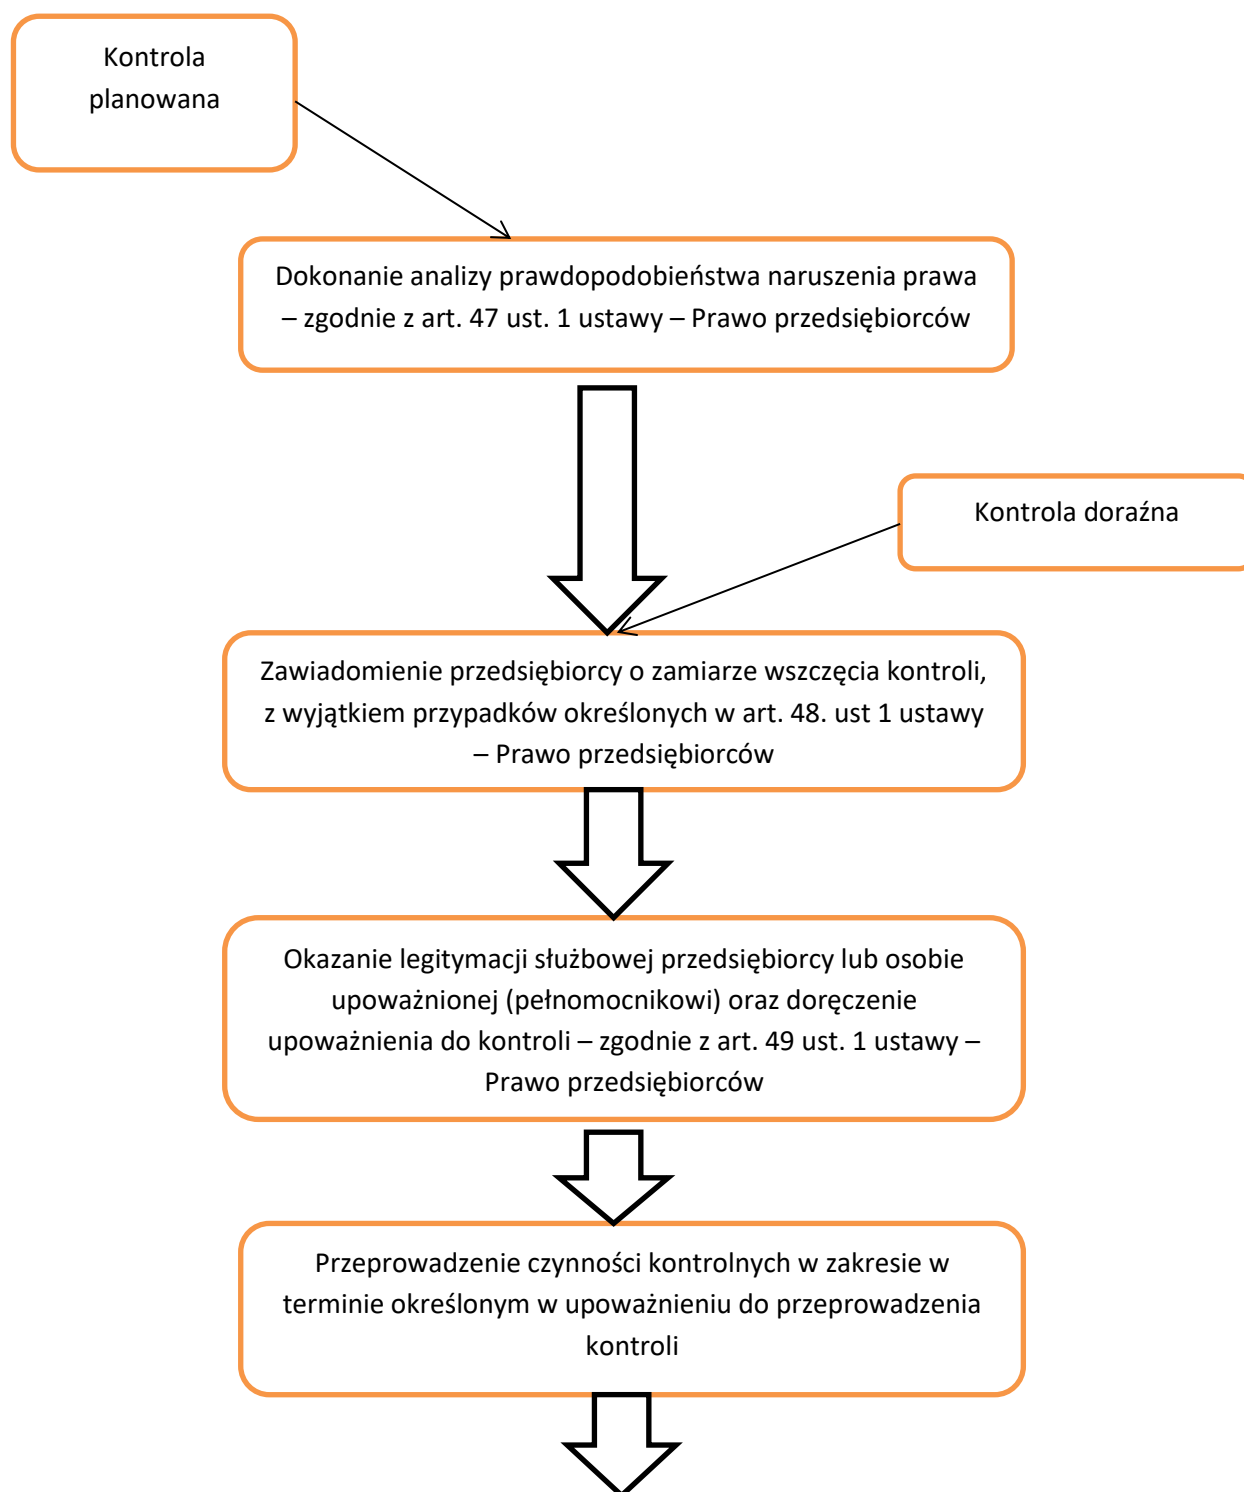 Kontrola
planowana
Dokonanie analizy prawdopodobieństwa naruszenia prawa
– zgodnie z art. 47 ust. 1 ustawy – Prawo przedsiębiorców
Kontrola doraźna
Zawiadomienie przedsiębiorcy o zamiarze wszczęcia kontroli,
z wyjątkiem przypadków określonych w art. 48. ust 1 ustawy
– Prawo przedsiębiorców
Okazanie legitymacji służbowej przedsiębiorcy lub osobie
upoważnionej (pełnomocnikowi) oraz doręczenie
upoważnienia do kontroli – zgodnie z art. 49 ust. 1 ustawy –
Prawo przedsiębiorców
Przeprowadzenie czynności kontrolnych w zakresie w
terminie określonym w upoważnieniu do przeprowadzenia
kontroli